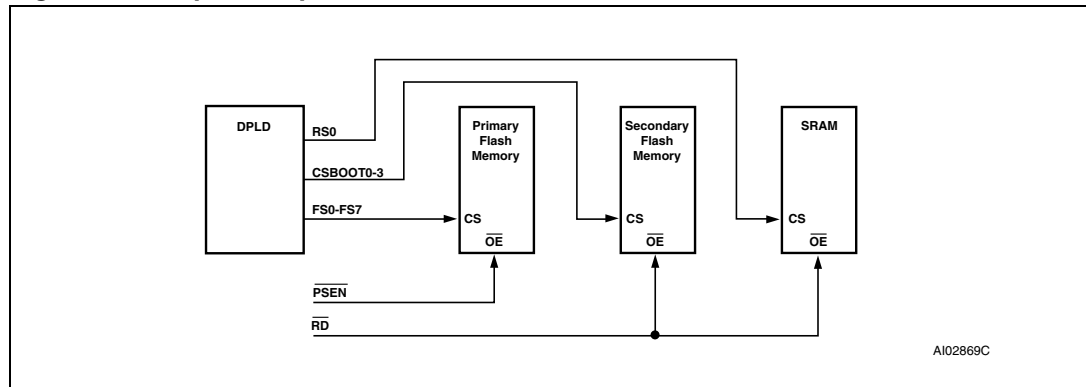 DPLD
RS0
CSBOOT0-3
FS0-FS7
Primary
Flash
Memory
CS
OE
Secondary
Flash
Memory
CS
OE
SRAM
CS
OE
PSEN
RD
AI02869C